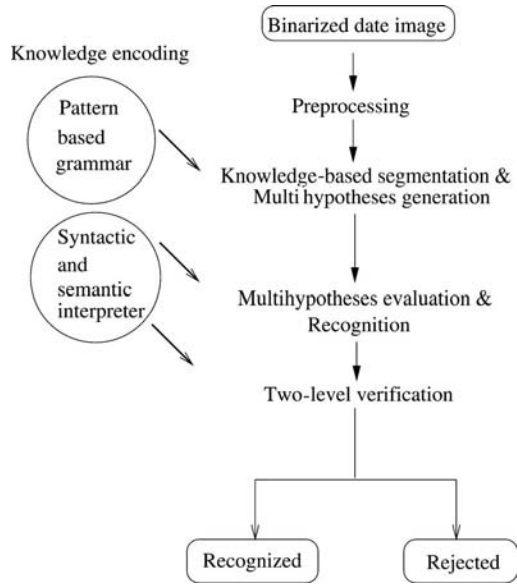 Binarized date image
Knowledge encoding
Pattern
based
grammar
Preprocessing
Knowledge-based segmentation &
Multi hypotheses generation
Syntactic
and
semantic
interpreter
Multihypotheses evaluation &
Recognition
Two-level verification
Recognized
Rejected